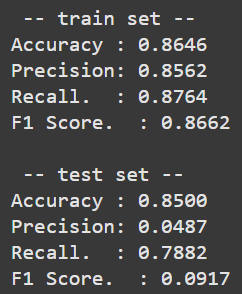 -- train set --
Accuracy : 0.8646
Precision: 0.8562
Recall.  : 0.8764
F1 Score.  : 0.8662
-- test set --
Accuracy : 0.8500
Precision: 0.0487
Recall.  : 0.7882
F1 Score.  : 0.0917